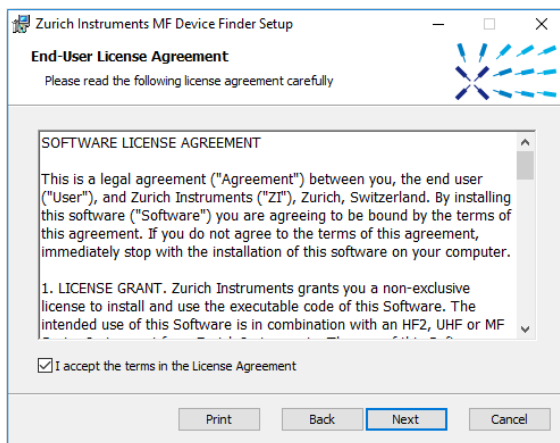 Zurich Instruments MF Device Finder Setup
End-User License Agreement
Please read the following license agreement carefully
SOFTWARE LICENSE AGREEMENT
This is a legal agreement ("Agreement") between you, the end user
("User"), and Zurich Instruments ("ZI"), Zurich, Switzerland. By installing
this software ("Software") you are agreeing to be bound by the terms of
this agreement. If you do not agree to the terms of this agreement,
immediately stop with the installation of this software on your computer.
1. LICENSE GRANT. Zurich Instruments grants you a non-exclusive
license to install and use the executable code of this Software. The
intended use of this Software is in combination with an HF2, UHF or MF
I accept the terms in the License Agreement
Print
Back
Next
Cancel